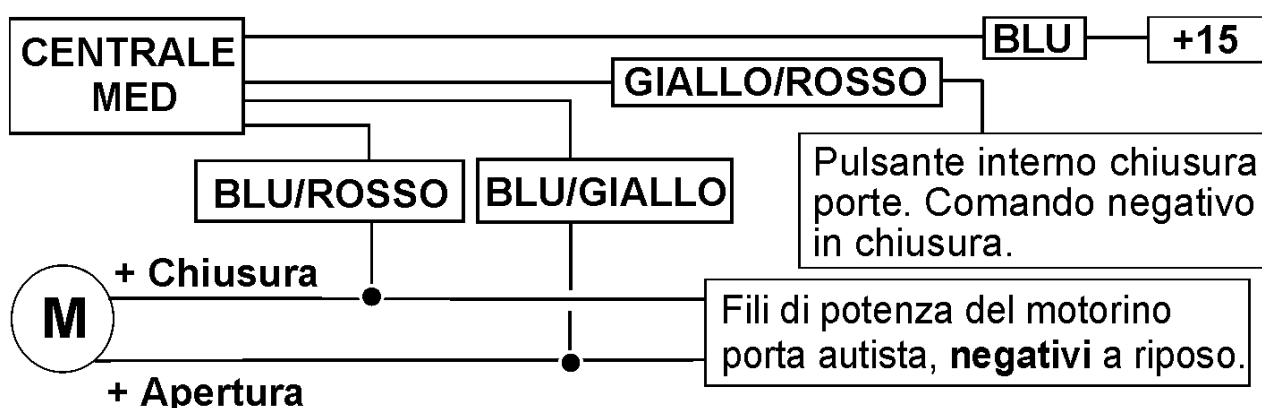 CENTRALE
MED
BLU
+15
GIALLO/ROSSO
BLU/ROSSO
BLU/GIALLO
Pulsante interno chiusura
porte. Comando negativo
in chiusura.
+ Chiusura
M
Fili di potenza del motorino
porta autista, negativi a riposo.
+ Apertura